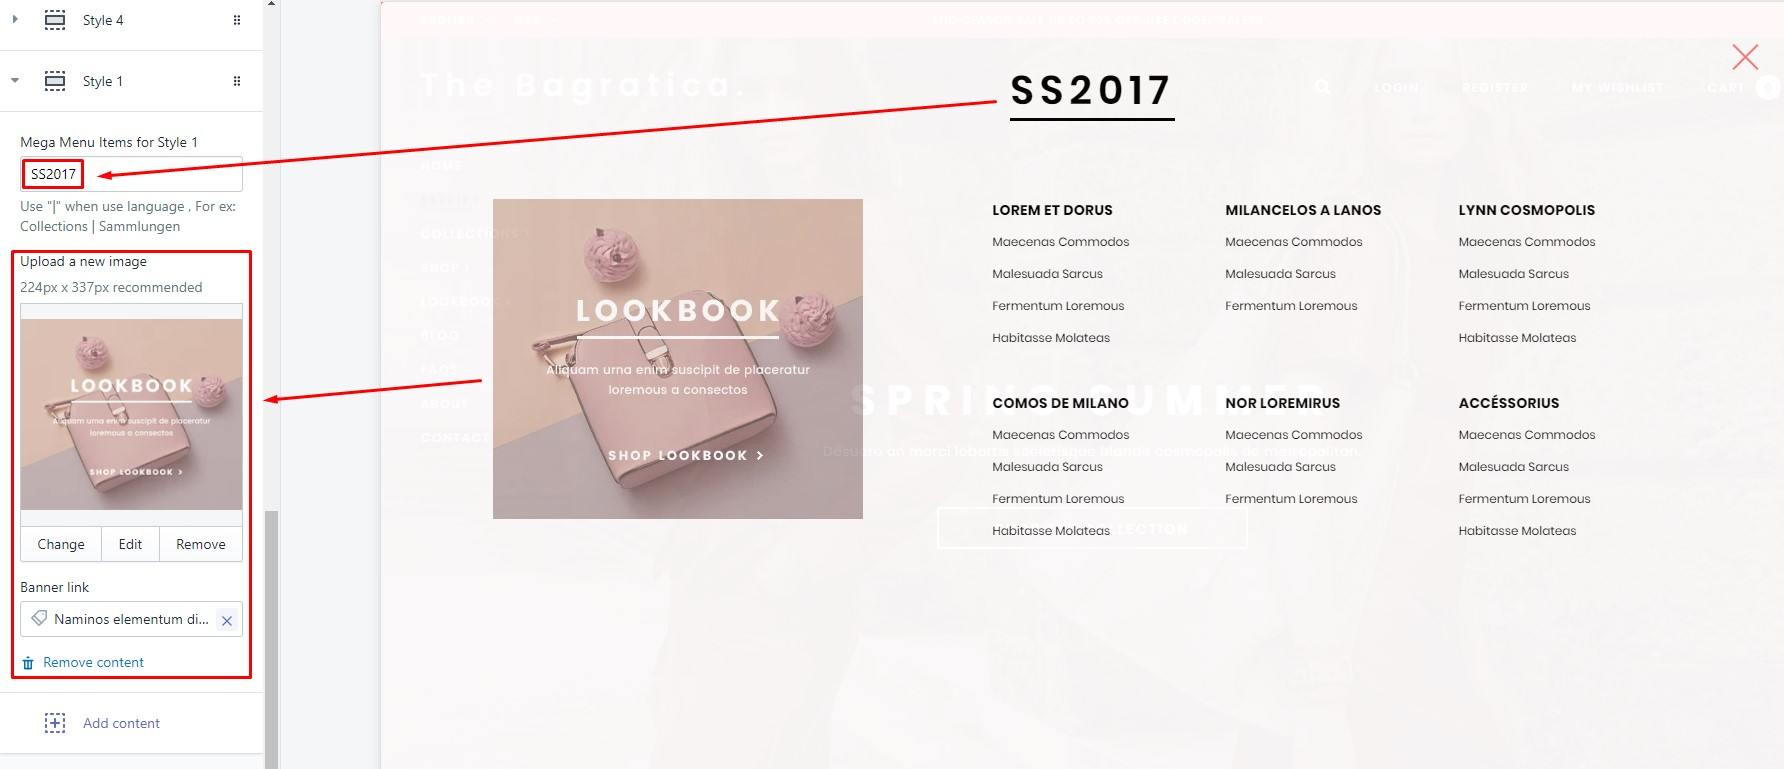 Style 4
Style 1
Mega Menu Items for Style 1
SS2017
Use "|" when use language , For ex:
Collections | Sammlungen
Upload a new image
224px x 337px recommended
LOOKBOOK
Aliquam urna enim suscipit de placeratur
loremous a consectos
SHOP LOOKBOOK >
Change
Edit
Remove
Banner link
Naminos elementum di...
Remove content
Add content
The Bagratica.
SS2017
LOGIN
REGISTER
MY WISHLIST
CART
HOME
COLLECTIONS
SHOP
LOOKBOOK
BLOG
FAQS
ABOUT
CONTACT
LOOKBOOK
Aliquam urna enim suscipit de placeratur
loremous a consectos
SHOP LOOKBOOK >
LOREM ET DORUS
Maecenas Commodos
Malesuada Sarcus
Fermentum Loremous
Habitasse Molateas
MILANCELOS A LANOS
Maecenas Commodos
Malesuada Sarcus
Fermentum Loremous
LYNN COSMOPOLIS
Maecenas Commodos
Malesuada Sarcus
Fermentum Loremous
Habitasse Molateas
SPRING SUMMER
COMOS DE MILANO
Maecenas Commodos
Malesuada Sarcus
Fermentum Loremous
Habitasse Molateas
NOR LOREMIRUS
Maecenas Commodos
Malesuada Sarcus
Fermentum Loremous
ACCÉSSORIUS
Maecenas Commodos
Malesuada Sarcus
Fermentum Loremous
Habitasse Molateas